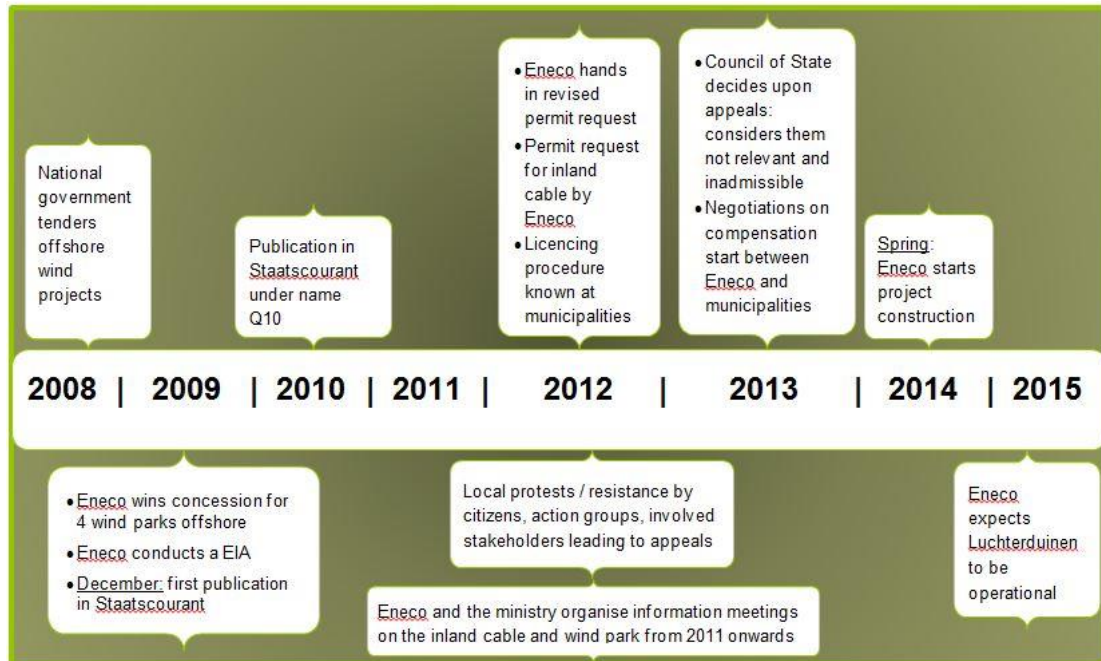 National
government
tenders
offshore
wind
projects
Publication in
Staatscourant
under name
Q10
• Eneco hands
in revised
permit request
• Permit request
for inland
cable by
Eneco
• Licencing
procedure
known at
municipalities
• Council of State
decides upon
appeals:
considers them
not relevant and
inadmissible
• Negotiations on
compensation
start between
Eneco and
municipalities
Spring:
Eneco starts
project
construction
2008 | 2009 | 2010 | 2011 | 2012 | 2013 | 2014 | 2015
• Eneco wins concession for
4 wind parks offshore
• Eneco conducts a EIA
• December: first publication
in Staatscourant
Local protests / resistance by
citizens, action groups, involved
stakeholders leading to appeals
Eneco and the ministry organise information meetings
on the inland cable and wind park from 2011 onwards
Eneco
expects
Luchterduinen
to be
operational